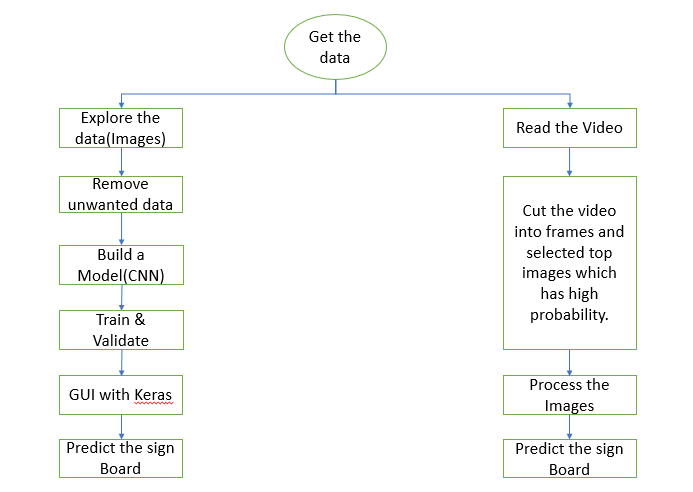 Get the
data
Explore the
data(Images)
Remove
unwanted data
Build a
Model(CNN)
Train &
Validate
GUI with Keras
Predict the sign
Board
Read the Video
Cut the video
into frames and
selected top
images which
has high
probability.
Process the
Images
Predict the sign
Board